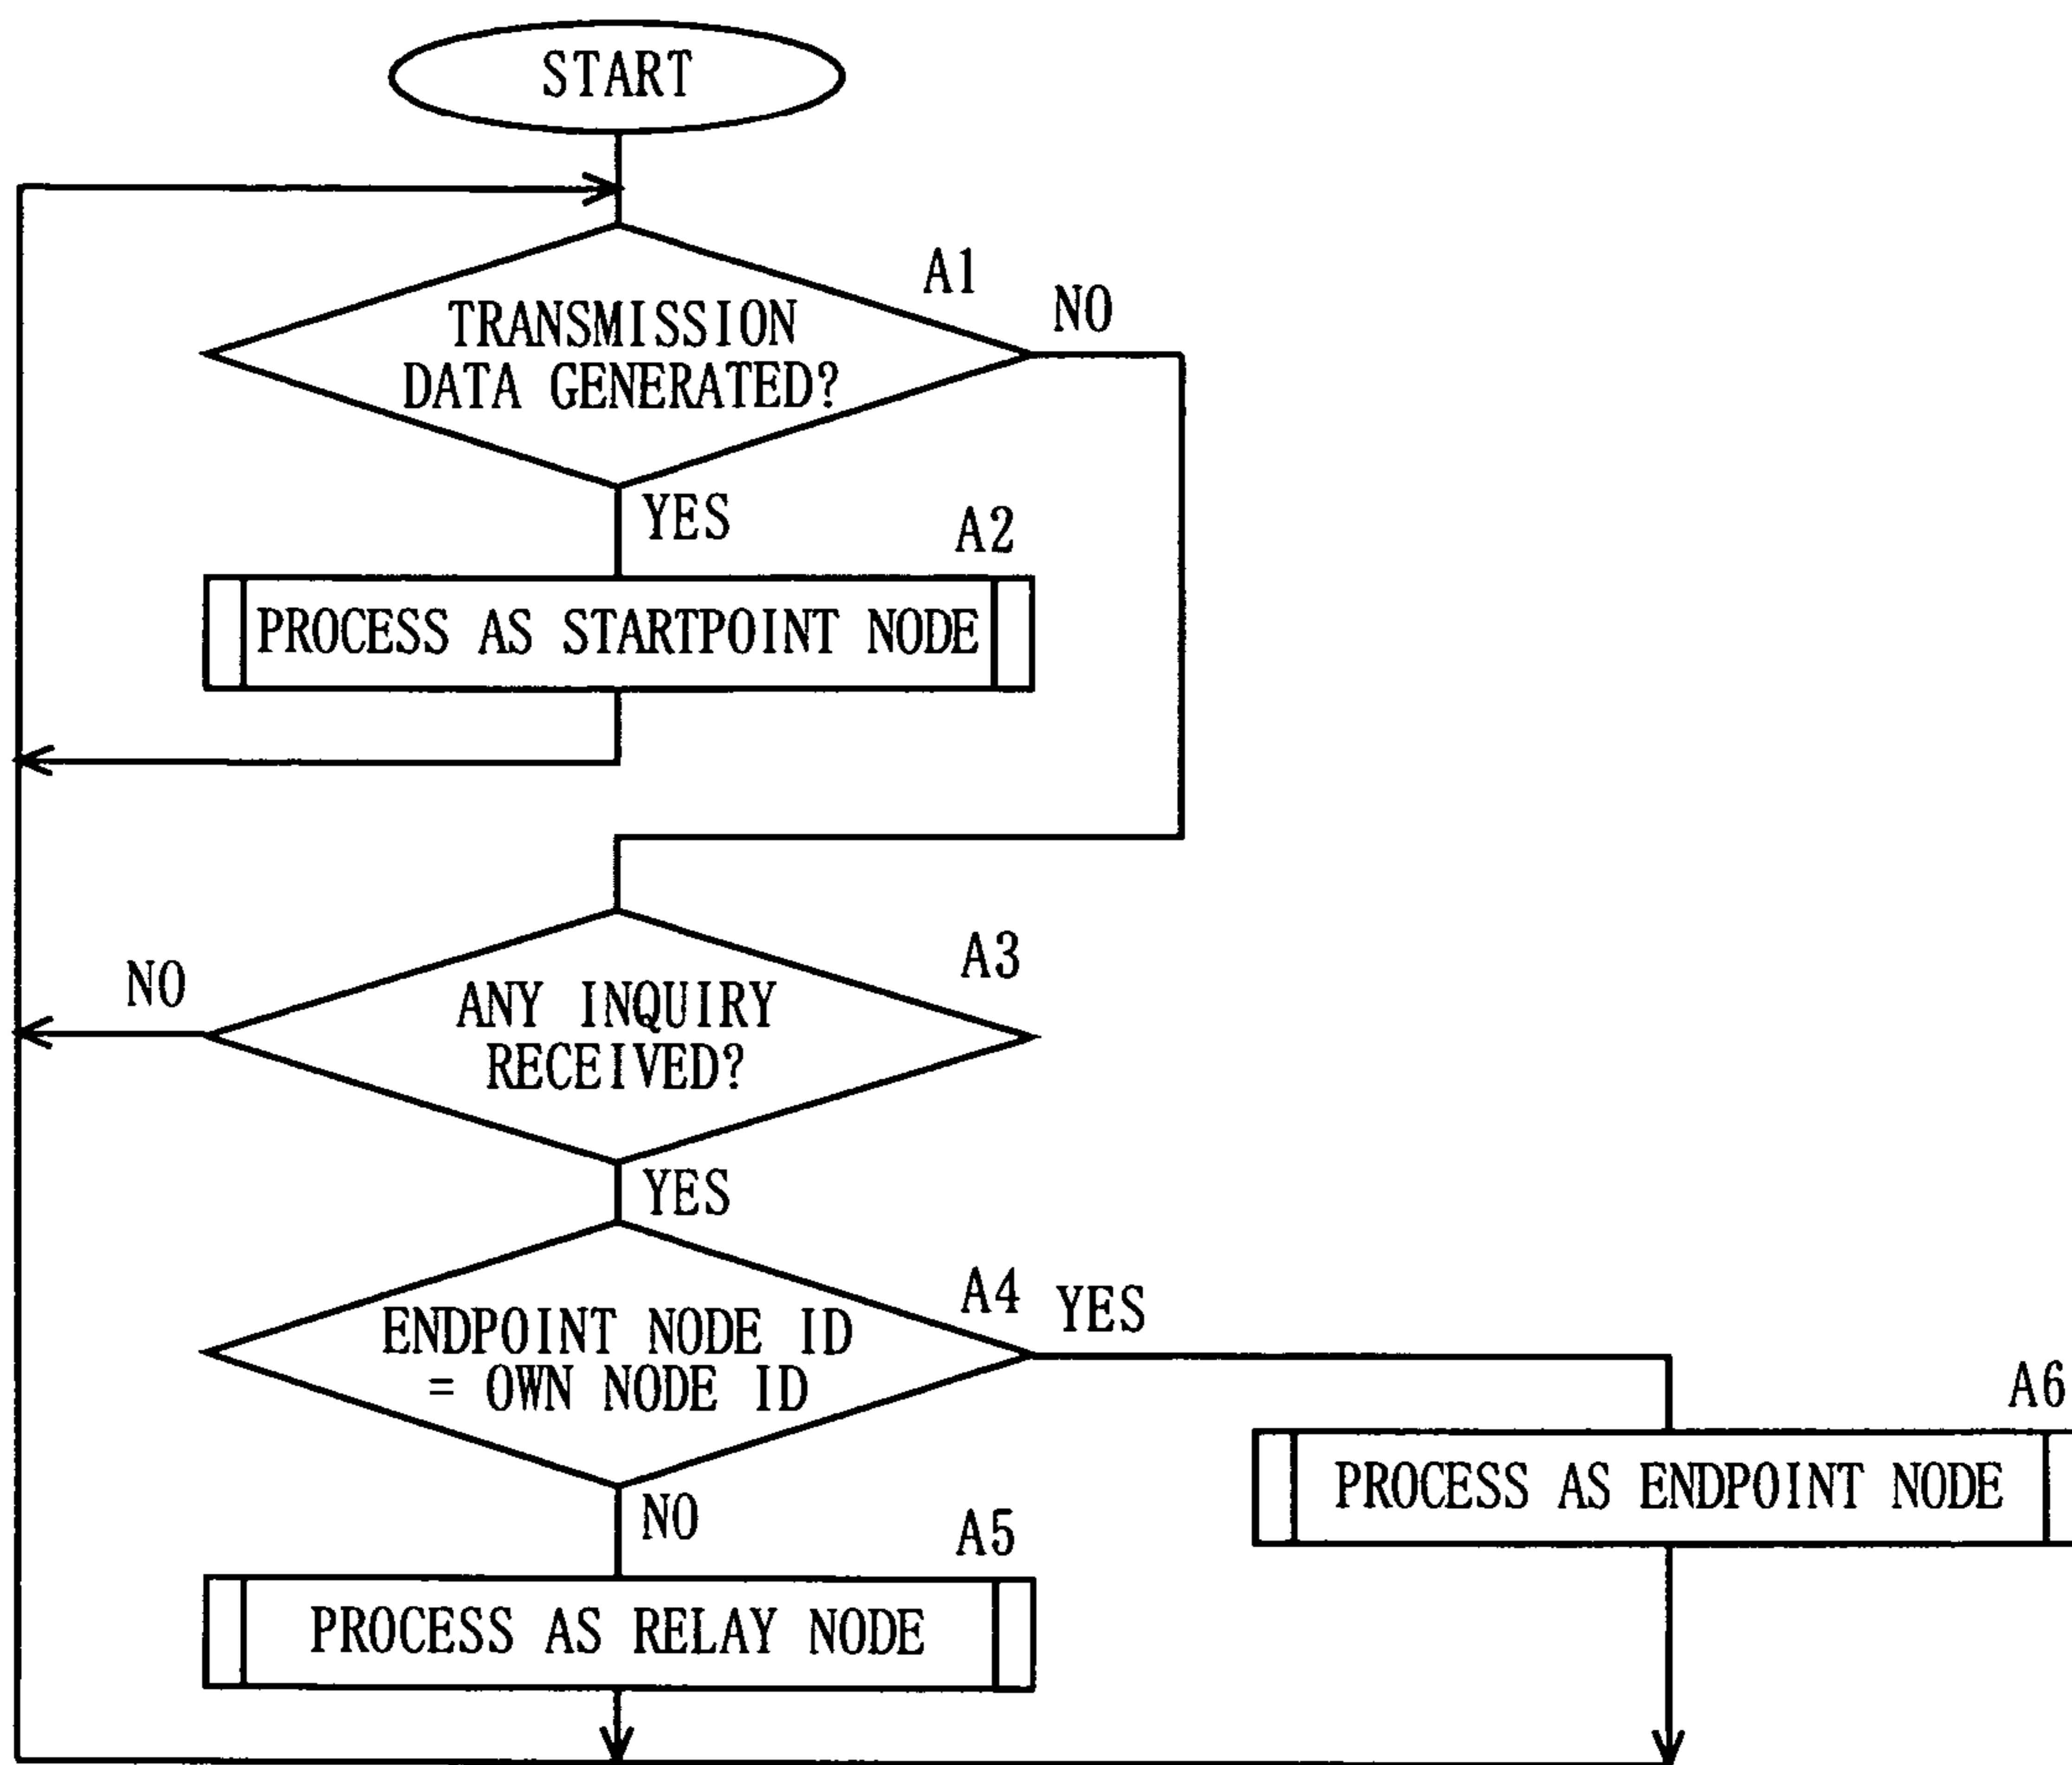 START
A1
NO
TRANSMISSION
DATA GENERATED?
YES
A2
PROCESS AS STARTPOINT NODE
A3
NO
ANY INQUIRY
RECEIVED?
YES
A4
YES
ENDPOINT NODE ID
= OWN NODE ID
A6
PROCESS AS ENDPOINT NODE
NO
A5
PROCESS AS RELAY NODE